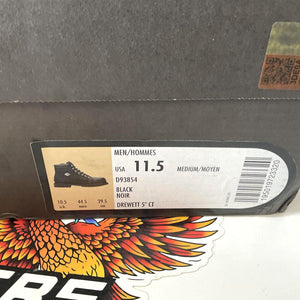 MEN/HOMMES
USA 11.5 MEDIUM/MOYEN
D93854
BLACK
NOIR
DREWETT 5" CT
10.5 44.5 29.5
195019723320